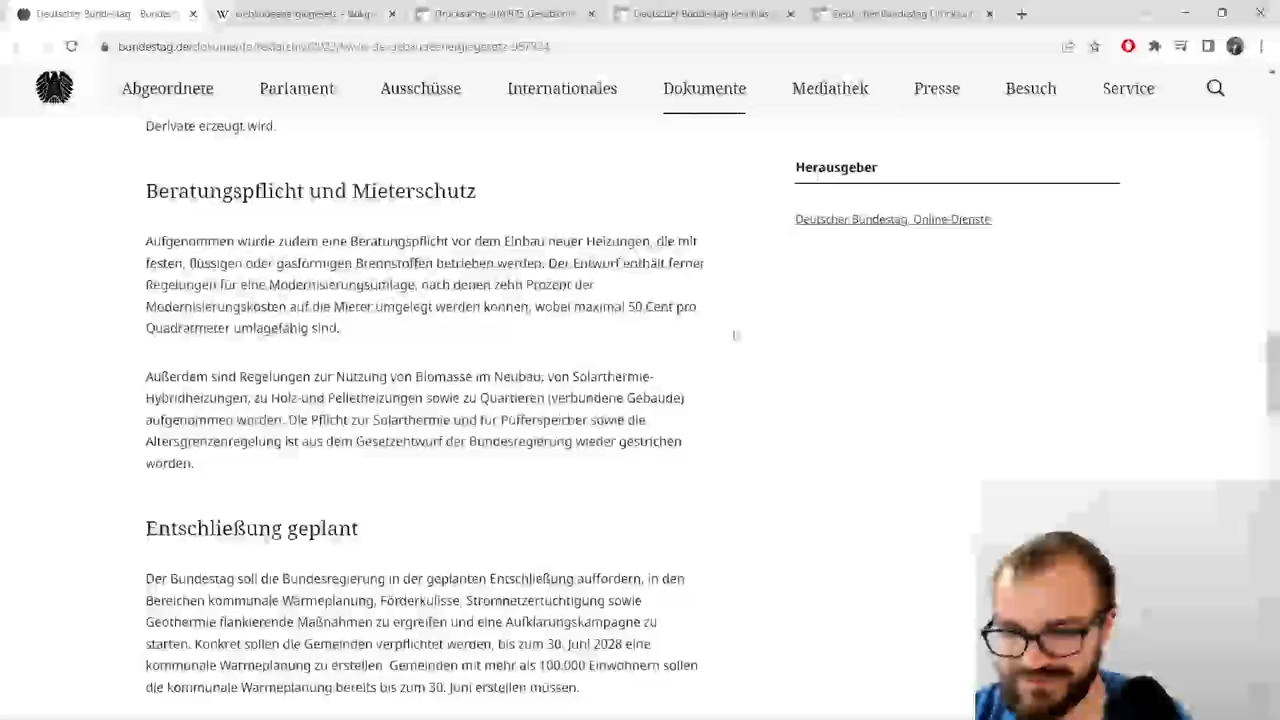 Deutscher Bundestag - Bundes
bundestag.de/dokumente/textarchiv/2023/
Abgeordnete
Parlament
Ausschüsse
Internationales
Dokumente
Mediathek
Presse
Besuch
Service
Derivate erzeugt wird.
Herausgeber
Deutscher Bundestag, Online-Dienste
Beratungspflicht und Mieterschutz
Aufgenommen wurde zudem eine Beratungspflicht vor dem Einbau neuer Heizungen, die mit
festen, flüssigen oder gasförmigen Brennstoffen betrieben werden. Der Entwurf enthält ferner
Regelungen für eine Modernisierungsumlage, nach denen zehn Prozent der
Modernisierungskosten auf die Mieter umgelegt werden können, wobei maximal 50 Cent pro
Quadratmeter umlagefähig sind.
Außerdem sind Regelungen zur Nutzung von Biomasse im Neubau, von Solarthermie-
Hybridheizungen, zu Holz-und Pelletheizungen sowie zu Quartieren (verbundene Gebäude)
aufgenommen worden. Die Pflicht zur Solarthermie und für Pufferspeicher sowie die
Altersgrenzenregelung ist aus dem Gesetzentwurf der Bundesregierung wieder gestrichen
worden.
Entschließung geplant
Der Bundestag soll die Bundesregierung in der geplanten Entschließung auffordern, in den
Bereichen kommunale Wärmeplanung, Förderkulisse, Stromnetzertüchtigung sowie
Geothermie flankierende Maßnahmen zu ergreifen und eine Aufklärungskampagne zu
starten. Konkret sollen die Gemeinden verpflichtet werden, bis zum 30. Juni 2028 eine
kommunale Wärmeplanung zu erstellen. Gemeinden mit mehr als 100.000 Einwohnern sollen
die kommunale Wärmeplanung bereits bis zum 30. Juni erstellen müssen.